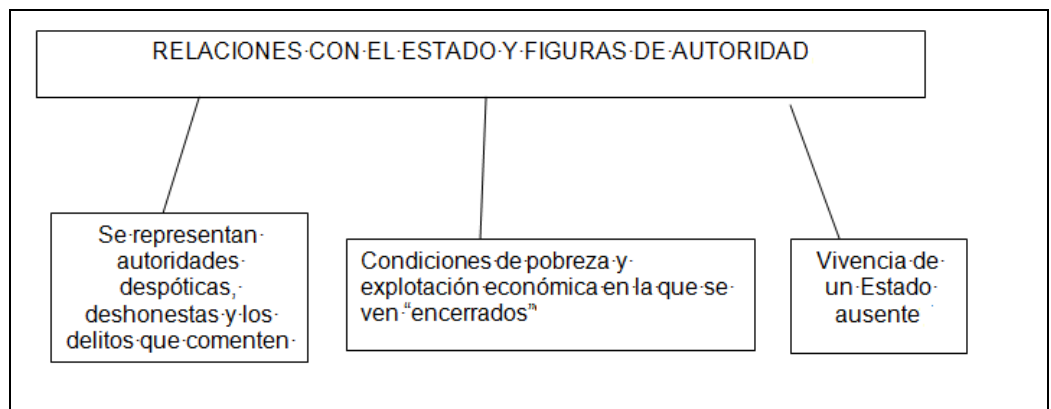 RELACIONES·CON·EL·ESTADO·Y·FIGURAS·DE·AUTORIDAD
Se·representan·
autoridades·
despóticas,·
deshonestas·y·los·
delitos·que·comenten·
Condiciones·de·pobreza·y·
explotación·económica·en·la·que·se·
ven·“encerrados”
Vivencia·de·
un·Estado·
ausente